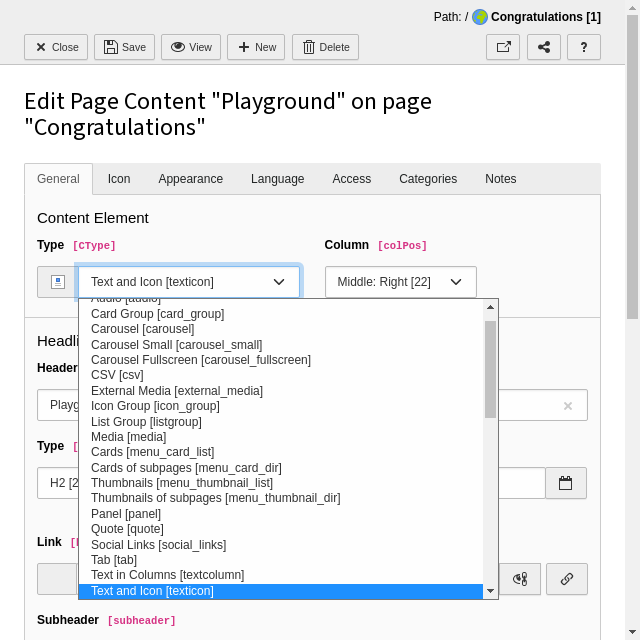 Path: / Congratulations [1]
Close Save View New Delete ?
Edit Page Content "Playground" on page
"Congratulations"
General Icon Appearance Language Access Categories Notes
Content Element
Type [CType] Column [colPos]
Text and Icon [texticon] Middle: Right [22]
Audio [audio]
Card Group [card_group]
Carousel [carousel]
Carousel Small [carousel_small]
Carousel Fullscreen [carousel_fullscreen]
CSV [csv]
External Media [external_media]
Icon Group [icon_group]
List Group [listgroup]
Media [media]
Cards [menu_card_list]
Cards of subpages [menu_card_dir]
Thumbnails [menu_thumbnail_list]
Thumbnails of subpages [menu_thumbnail_dir]
Panel [panel]
Quote [quote]
Social Links [social_links]
Tab [tab]
Text in Columns [textcolumn]
Text and Icon [texticon]
Headli
Header
Playg
Type [
H2 [2
Link
Subheader [subheader]